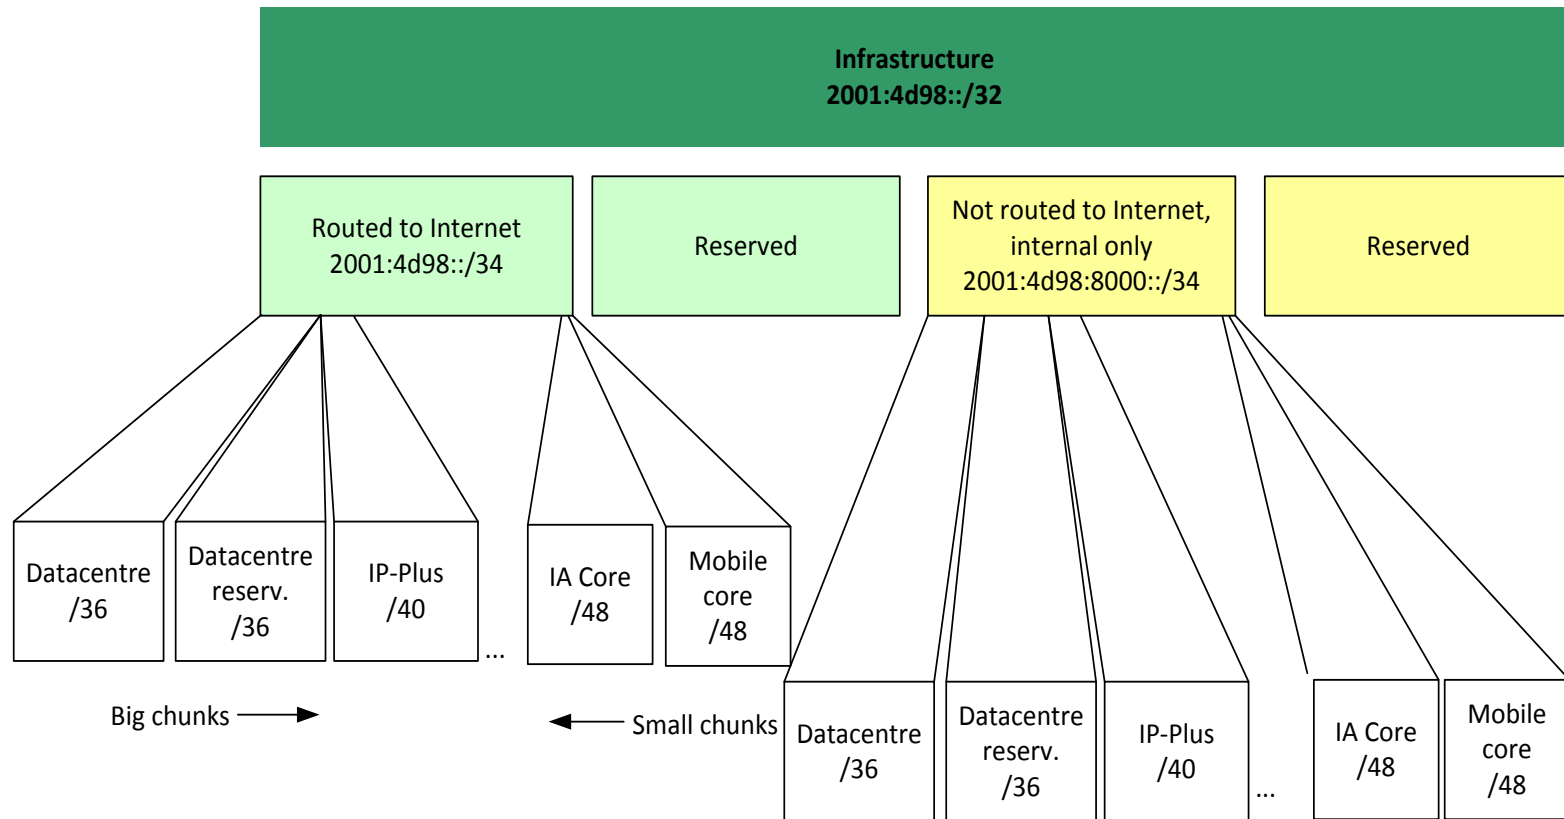 Infrastructure
2001:4d98::/32
Routed to Internet
2001:4d98::/34
Reserved
Not routed to Internet,
internal only
2001:4d98:8000::/34
Reserved
Datacentre
/36
Datacentre
reserv.
/36
IP-Plus
/40
...
IA Core
/48
Mobile
core
/48
Big chunks
Small chunks
Datacentre
/36
Datacentre
reserv.
/36
IP-Plus
/40
...
IA Core
/48
Mobile
core
/48